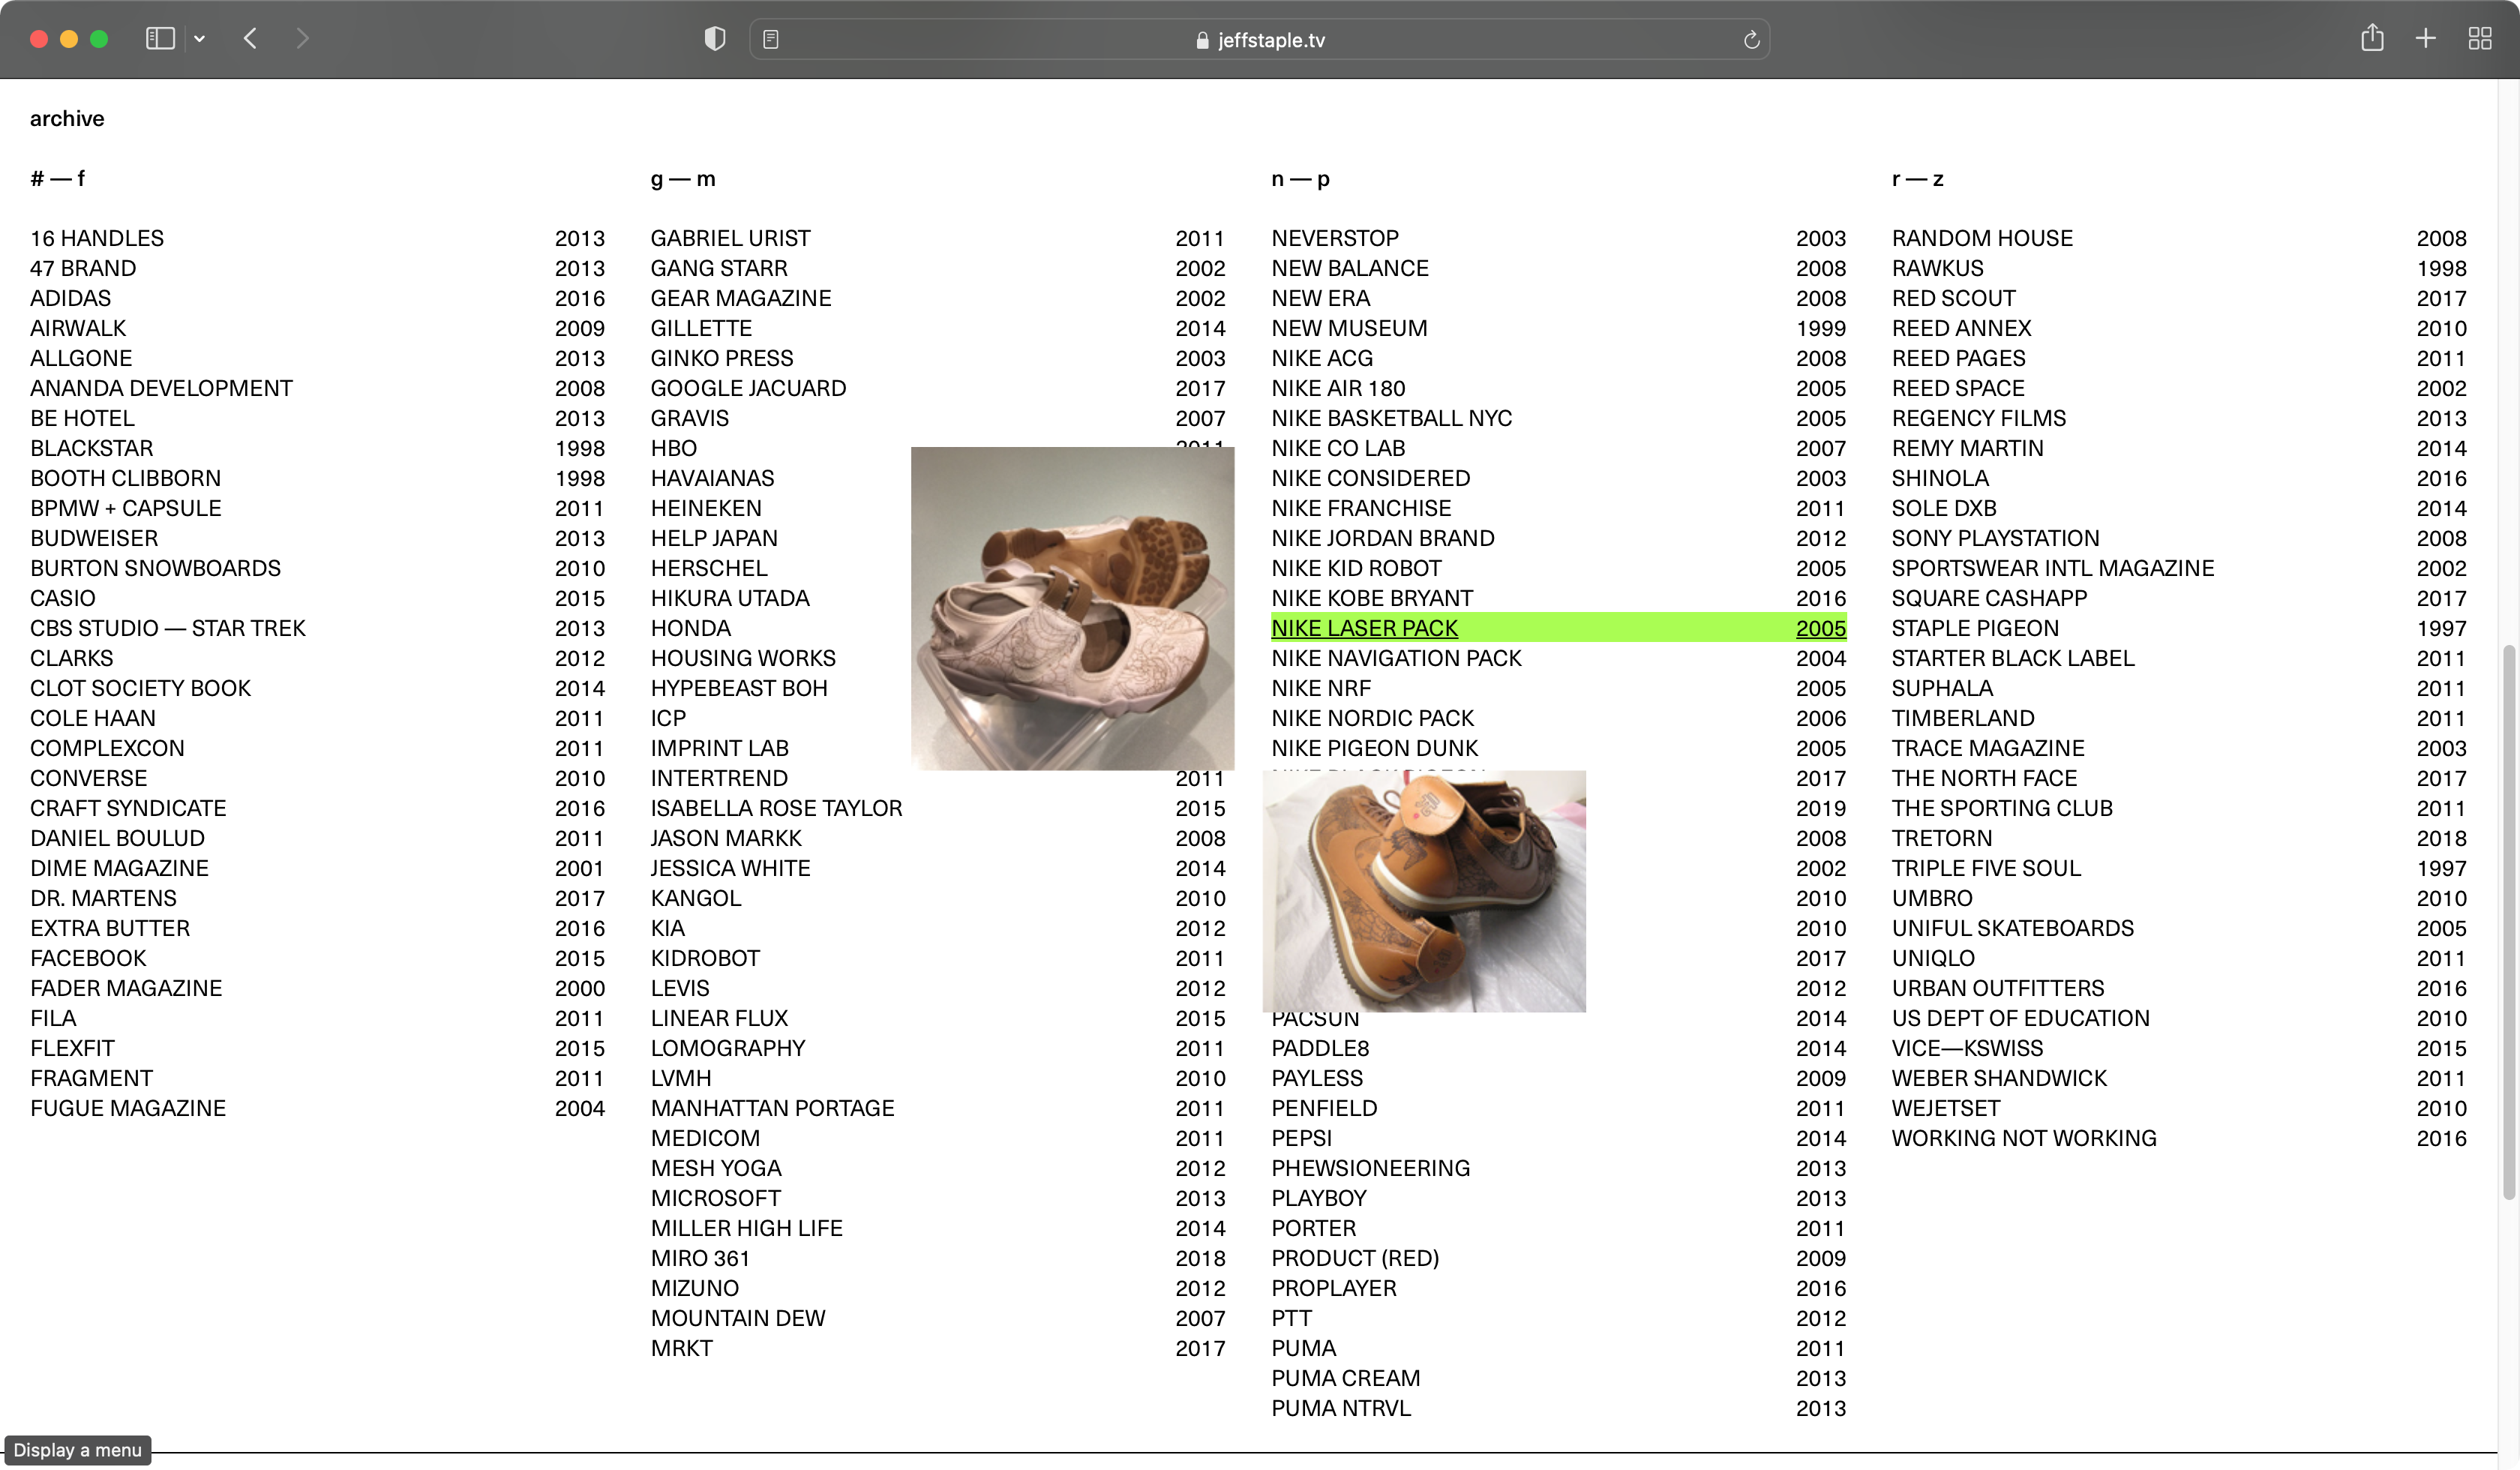 jeffstaple.tv
archive
# — f
16 HANDLES 2013
47 BRAND 2013
ADIDAS 2016
AIRWALK 2009
ALLGONE 2013
ANANDA DEVELOPMENT 2008
BE HOTEL 2013
BLACKSTAR 1998
BOOTH CLIBBORN 1998
BPMW + CAPSULE 2011
BUDWEISER 2013
BURTON SNOWBOARDS 2010
CASIO 2015
CBS STUDIO — STAR TREK 2013
CLARKS 2012
CLOT SOCIETY BOOK 2014
COLE HAAN 2011
COMPLEXCON 2011
CONVERSE 2010
CRAFT SYNDICATE 2016
DANIEL BOULUD 2011
DIME MAGAZINE 2001
DR. MARTENS 2017
EXTRA BUTTER 2016
FACEBOOK 2015
FADER MAGAZINE 2000
FILA 2011
FLEXFIT 2015
FRAGMENT 2011
FUGUE MAGAZINE 2004
g — m
GABRIEL URIST 2011
GANG STARR 2002
GEAR MAGAZINE 2002
GILLETTE 2014
GINKO PRESS 2003
GOOGLE JACUARD 2017
GRAVIS 2007
HBO 2011
HAVAIANAS
HEINEKEN
HELP JAPAN
HERSCHEL
HIKURA UTADA
HONDA
HOUSING WORKS
HYPEBEAST BOH
ICP
IMPRINT LAB
INTERTREND 2011
ISABELLA ROSE TAYLOR 2015
JASON MARKK 2008
JESSICA WHITE 2014
KANGOL 2010
KIA 2012
KIDROBOT 2011
LEVIS 2012
LINEAR FLUX 2015
LOMOGRAPHY 2011
LVMH 2010
MANHATTAN PORTAGE 2011
MEDICOM 2011
MESH YOGA 2012
MICROSOFT 2013
MILLER HIGH LIFE 2014
MIRO 361 2018
MIZUNO 2012
MOUNTAIN DEW 2007
MRKT 2017
n — p
NEVERSTOP 2003
NEW BALANCE 2008
NEW ERA 2008
NEW MUSEUM 1999
NIKE ACG 2008
NIKE AIR 180 2005
NIKE BASKETBALL NYC 2005
NIKE CO LAB 2007
NIKE CONSIDERED 2003
NIKE FRANCHISE 2011
NIKE JORDAN BRAND 2012
NIKE KID ROBOT 2005
NIKE KOBE BRYANT 2016
NIKE LASER PACK 2005
NIKE NAVIGATION PACK 2004
NIKE NRF 2005
NIKE NORDIC PACK 2006
NIKE PIGEON DUNK 2005
2017
2019
2008
2002
2010
2010
2017
2012
PACSUN 2014
PADDLE8 2014
PAYLESS 2009
PENFIELD 2011
PEPSI 2014
PHEWSIONEERING 2013
PLAYBOY 2013
PORTER 2011
PRODUCT (RED) 2009
PROPLAYER 2016
PTT 2012
PUMA 2011
PUMA CREAM 2013
PUMA NTRVL 2013
r — z
RANDOM HOUSE 2008
RAWKUS 1998
RED SCOUT 2017
REED ANNEX 2010
REED PAGES 2011
REED SPACE 2002
REGENCY FILMS 2013
REMY MARTIN 2014
SHINOLA 2016
SOLE DXB 2014
SONY PLAYSTATION 2008
SPORTSWEAR INTL MAGAZINE 2002
SQUARE CASHAPP 2017
STAPLE PIGEON 1997
STARTER BLACK LABEL 2011
SUPHALA 2011
TIMBERLAND 2011
TRACE MAGAZINE 2003
THE NORTH FACE 2017
THE SPORTING CLUB 2011
TRETORN 2018
TRIPLE FIVE SOUL 1997
UMBRO 2010
UNIFUL SKATEBOARDS 2005
UNIQLO 2011
URBAN OUTFITTERS 2016
US DEPT OF EDUCATION 2010
VICE—KSWISS 2015
WEBER SHANDWICK 2011
WEJETSET 2010
WORKING NOT WORKING 2016
Display a menu